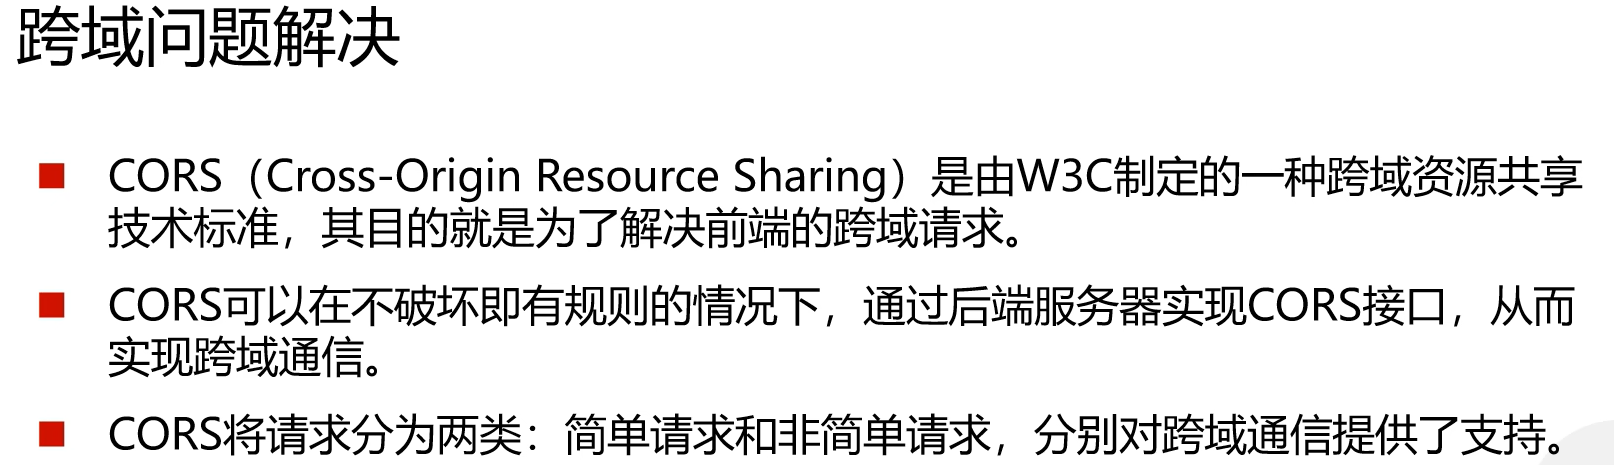 跨域问题解决
CORS（Cross-Origin Resource Sharing）是由W3C制定的一种跨域资源共享
技术标准，其目的就是为了解决前端的跨域请求。
CORS可以在不破坏即有规则的情况下，通过后端服务器实现CORS接口，从而
实现跨域通信。
CORS将请求分为两类：简单请求和非简单请求，分别对跨域通信提供了支持。